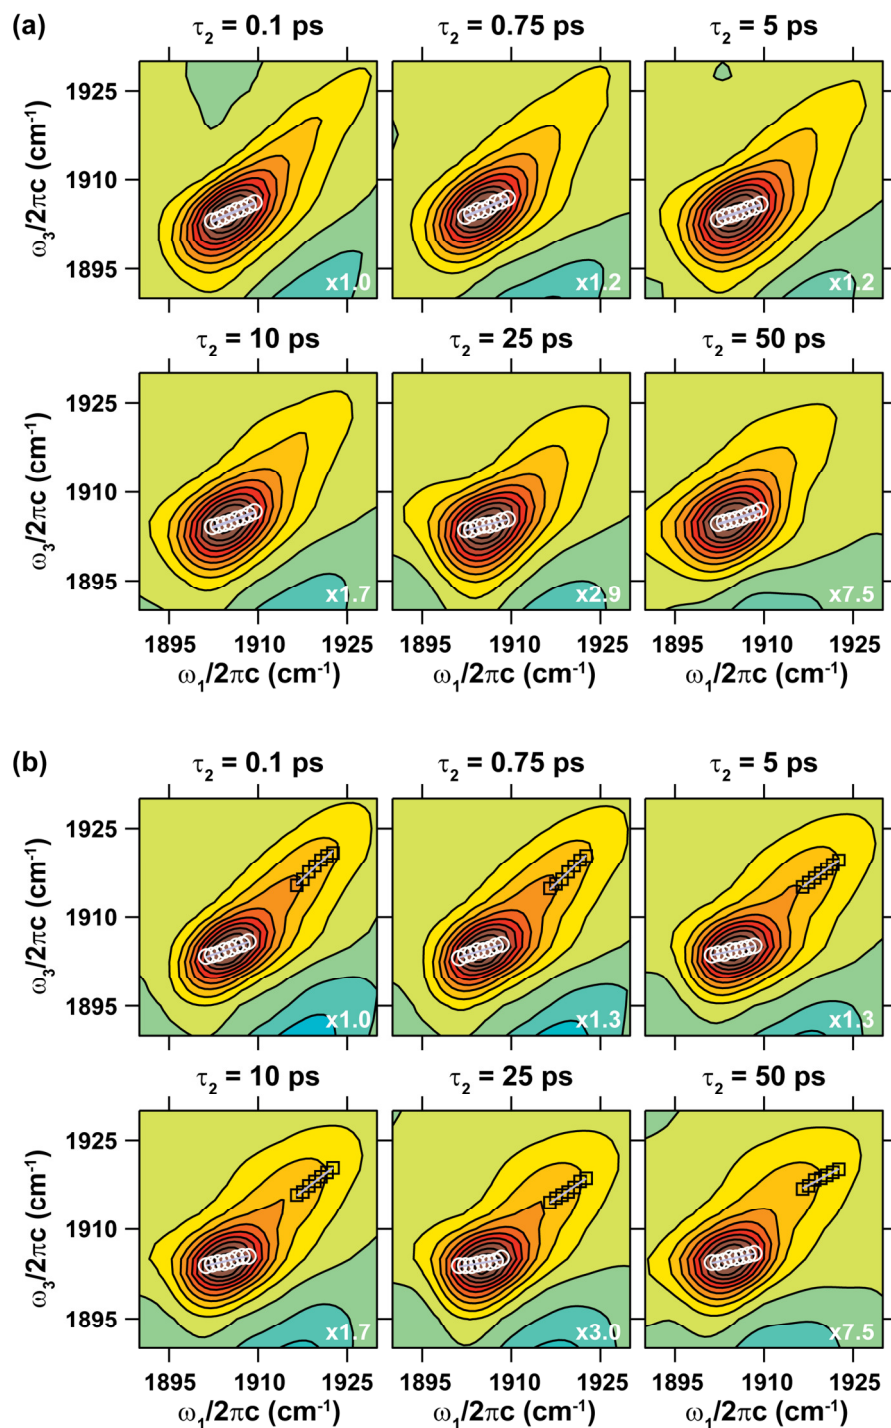 (a)
τ₂ = 0.1 ps τ₂ = 0.75 ps τ₂ = 5 ps
1925
1910
1895
ω₃/2πc (cm⁻¹)
x1.0 x1.2 x1.2
τ₂ = 10 ps τ₂ = 25 ps τ₂ = 50 ps
1925
1910
1895
ω₃/2πc (cm⁻¹)
x1.7 x2.9 x7.5
1895 1910 1925 1895 1910 1925 1895 1910 1925
ω₁/2πc (cm⁻¹) ω₁/2πc (cm⁻¹) ω₁/2πc (cm⁻¹)
(b)
τ₂ = 0.1 ps τ₂ = 0.75 ps τ₂ = 5 ps
1925
1910
1895
ω₃/2πc (cm⁻¹)
x1.0 x1.3 x1.3
τ₂ = 10 ps τ₂ = 25 ps τ₂ = 50 ps
1925
1910
1895
ω₃/2πc (cm⁻¹)
x1.7 x3.0 x7.5
1895 1910 1925 1895 1910 1925 1895 1910 1925
ω₁/2πc (cm⁻¹) ω₁/2πc (cm⁻¹) ω₁/2πc (cm⁻¹)